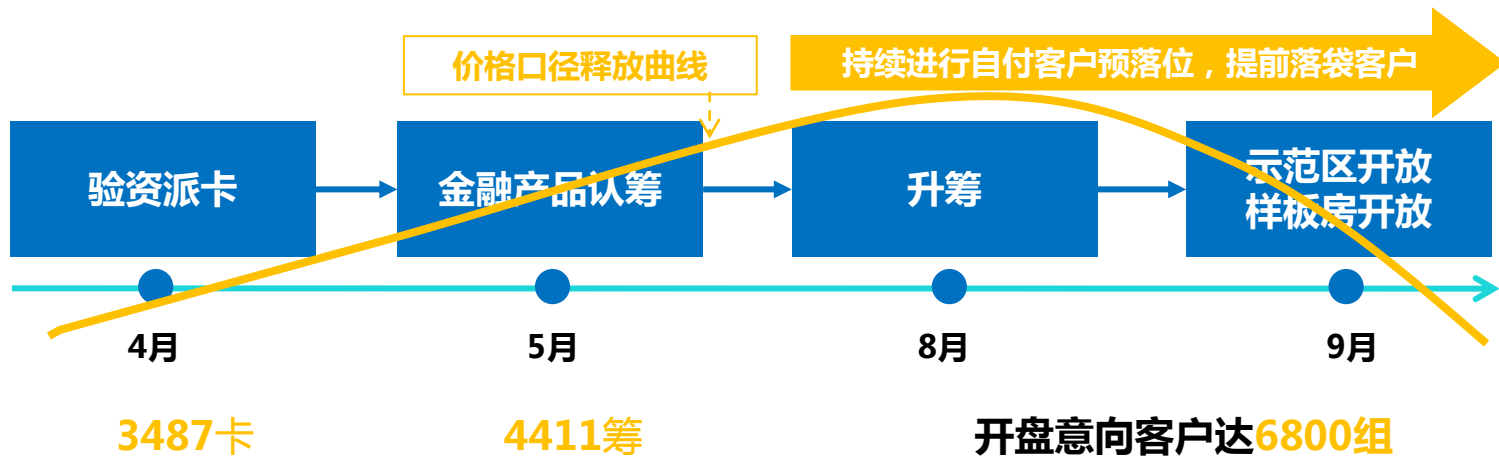 价格口径释放曲线
持续进行自付客户预落位，提前落袋客户
验资派卡
金融产品认筹
升筹
示范区开放
样板房开放
4月
5月
8月
9月
3487卡
4411筹
开盘意向客户达6800组